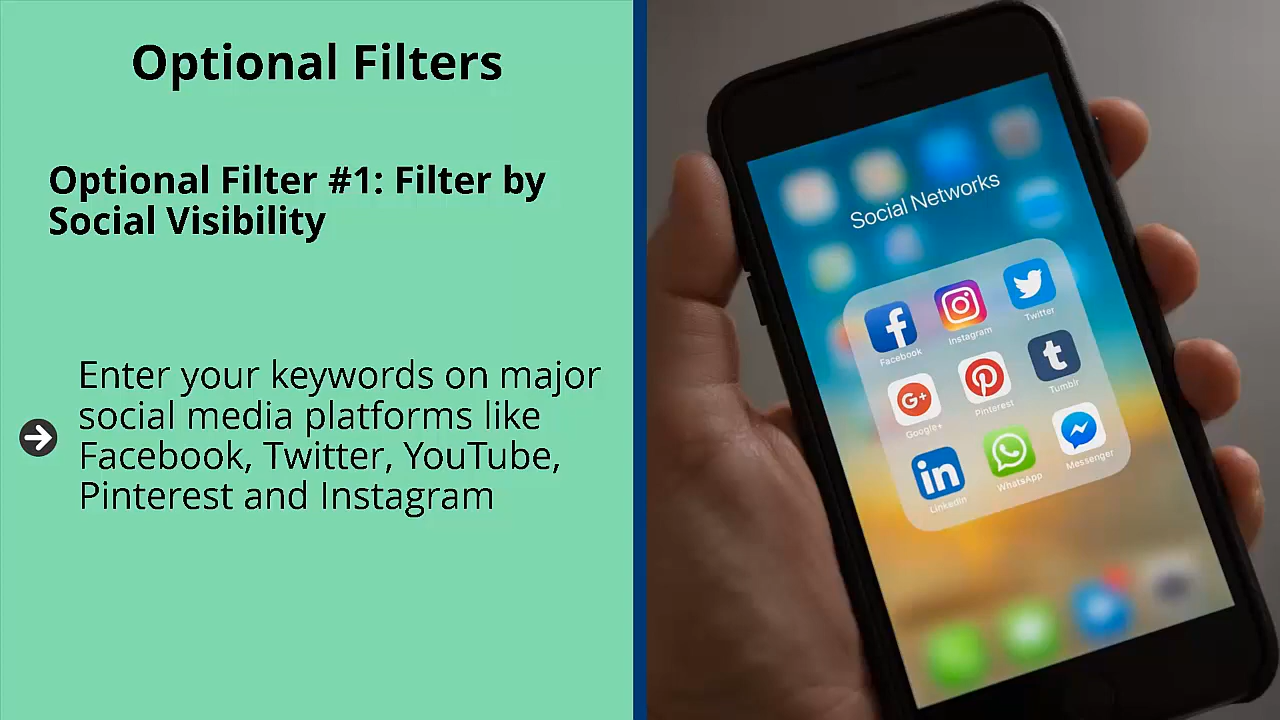 Optional Filters
Optional Filter #1: Filter by
Social Visibility
Enter your keywords on major
social media platforms like
Facebook, Twitter, YouTube,
Pinterest and Instagram
Social Networks
Facebook
Instagram
Twitter
Google+
Pinterest
Tumblr
LinkedIn
WhatsApp
Messenger